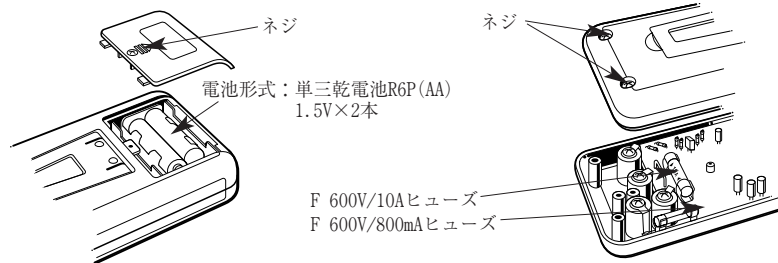 ネジ
ネジ
電池形式：単三乾電池R6P(AA)
1.5V×2本
F 600V/10Aヒューズ
F 600V/800mAヒューズ